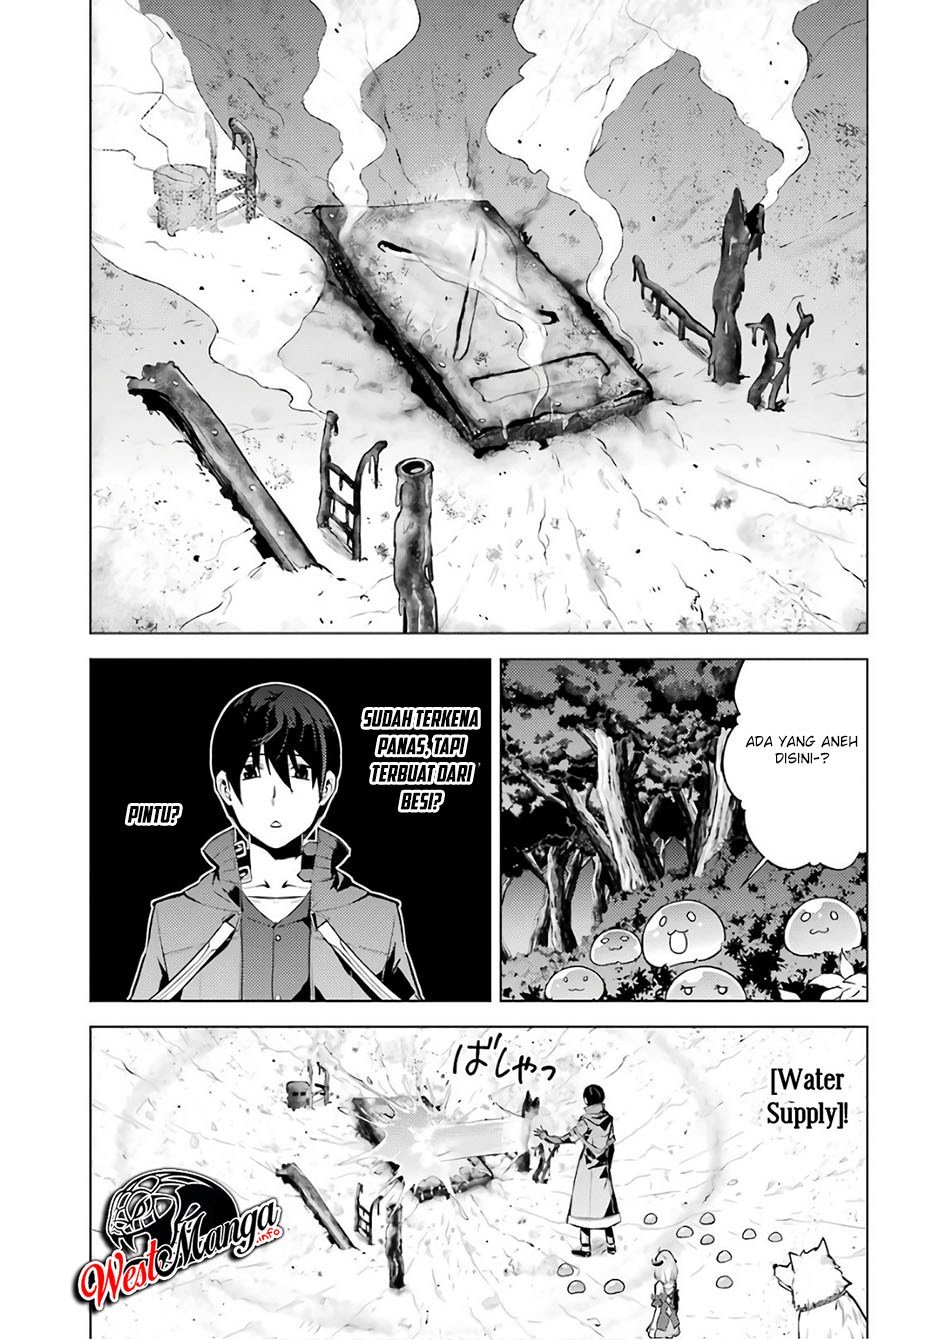 ADA YANG ANEH
DISINI-?
SUDAH TERKENA
PANAS, TAPI
TERBUAT DARI
BESI?
PINTU?
ばしゃっ
[Water
Supply]!
WestManga
.info